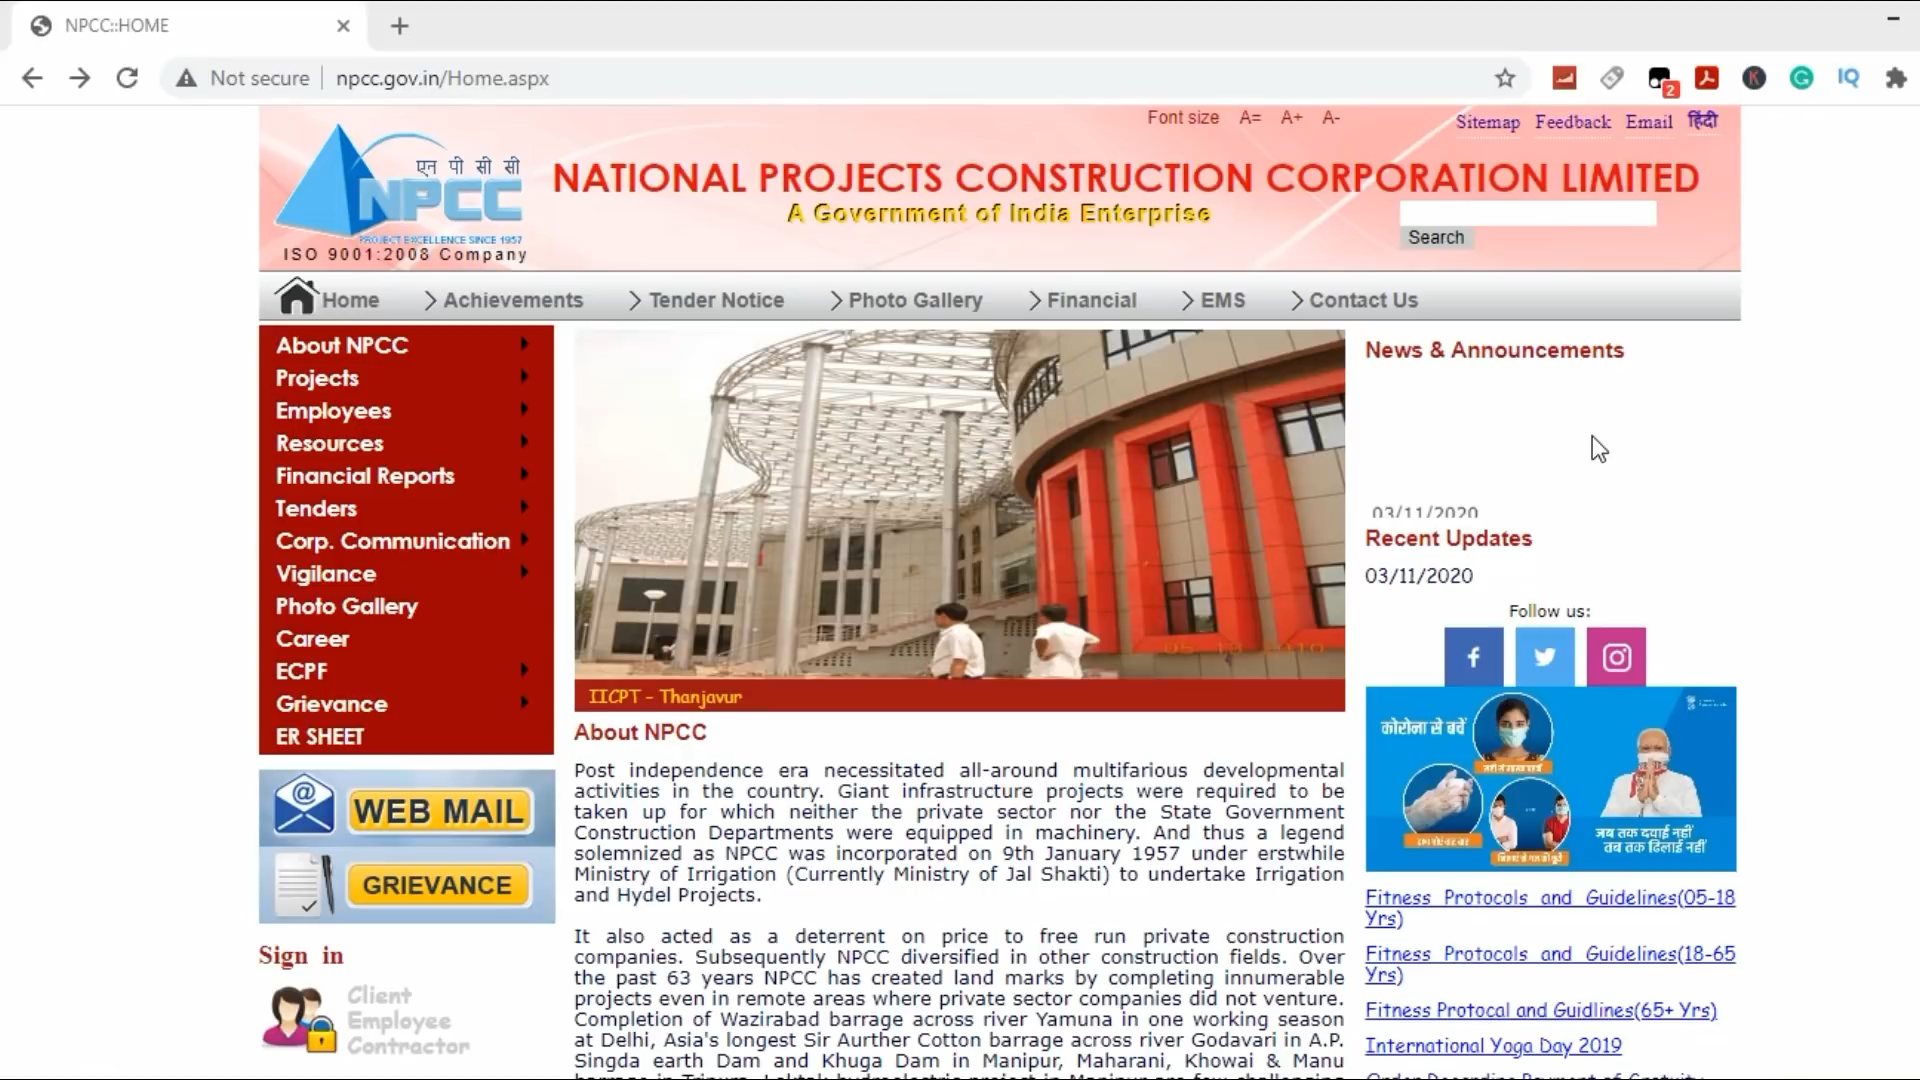 NPCC::HOME
Not secure
npcc.gov.in/Home.aspx
2
IQ
Font size A= A+ A-
Sitemap Feedback Email हिंदी
एन पी सी सी
NPCC
PROJECT EXCELLENCE SINCE 1957
ISO 9001:2008 Company
NATIONAL PROJECTS CONSTRUCTION CORPORATION LIMITED
A Government of India Enterprise
Search
Home Achievements Tender Notice Photo Gallery Financial EMS Contact Us
About NPCC
Projects
Employees
Resources
Financial Reports
Tenders
Corp. Communication
Vigilance
Photo Gallery
Career
ECPF
Grievance
ER SHEET
WEB MAIL
GRIEVANCE
Sign in
Client
Employee
Contractor
IICPT - Thanjavur
About NPCC
Post independence era necessitated all-around multifarious developmental
activities in the country. Giant infrastructure projects were required to be
taken up for which neither the private sector nor the State Government
Construction Departments were equipped in machinery. And thus a legend
solemnized as NPCC was incorporated on 9th January 1957 under erstwhile
Ministry of Irrigation (Currently Ministry of Jal Shakti) to undertake Irrigation
and Hydel Projects.
It also acted as a deterrent on price to free run private construction
companies. Subsequently NPCC diversified in other construction fields. Over
the past 63 years NPCC has created land marks by completing innumerable
projects even in remote areas where private sector companies did not venture.
Completion of Wazirabad barrage across river Yamuna in one working season
at Delhi, Asia's longest Sir Aurther Cotton barrage across river Godavari in A.P.
Singda earth Dam and Khuga Dam in Manipur, Maharani, Khowai & Manu
News & Announcements
03/11/2020
Recent Updates
03/11/2020
Follow us:
कोरोना से बचें
जब तक दवाई नहीं
तब तक ढिलाई नहीं
Fitness Protocols and Guidelines(05-18
Yrs)
Fitness Protocols and Guidelines(18-65
Yrs)
Fitness Protocal and Guidlines(65+ Yrs)
International Yoga Day 2019